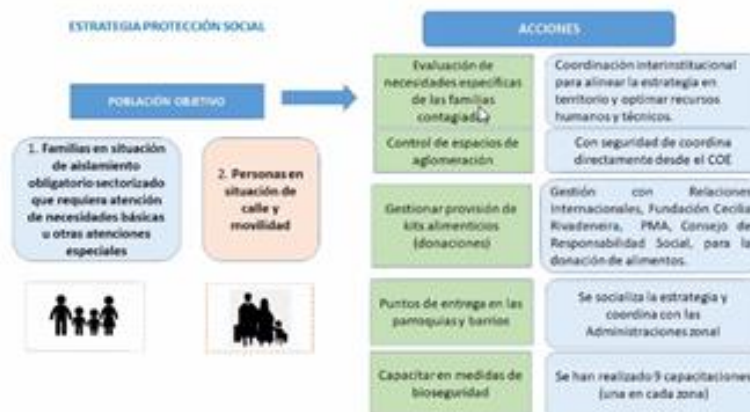 ESTRATEGIA PROTECCIÓN SOCIAL
POBLACIÓN OBJETIVO
1. Familias en situación
de aislamiento
obligatorio sectorizado
que requiera atención
de necesidades básicas
u otras atenciones
especiales
2. Personas en
situación de
calle y
movilidad
ACCIONES
Evaluación de
necesidades específicas
de las familias
contagiadas
Coordinación interinstitucional
para alinear la estrategia en
territorio y optimar recursos
humanos y técnicos.
Control de espacios de
aglomeración
Con seguridad de coordina
directamente desde el COE
Gestionar provisión de
kits alimenticios
(donaciones)
Gestión con Relaciones
Internacionales, Fundación Cecilia
Rivadeneira, PMA, Consejo de
Responsabilidad Social, para la
donación de alimentos.
Puntos de entrega en las
parroquias y barrios
Se socializa la estrategia y
coordina con las
Administraciones zonal
Capacitar en medidas de
bioseguridad
Se han realizado 9 capacitaciones
(una en cada zona)